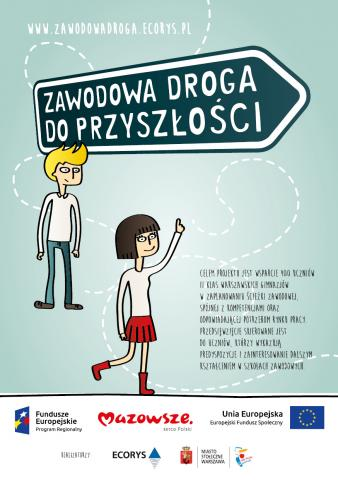 WWW.ZAWODOWADROGA.ECORYS.PL
ZAWODOWA DROGA
DO PRZYSZŁOŚCI
CELEM PROJEKTU JEST WSPARCIE 400 UCZNIÓW
II KLAS WARSZAWSKICH GIMNAZJÓW
W ZAPLANOWANIU ŚCIEŻKI ZAWODOWEJ,
SPÓJNEJ Z KOMPETENCJAMI ORAZ
ODPOWIADAJĄCEJ POTRZEBOM RYNKU PRACY.
PRZEDSIĘWZIĘCIE SKIEROWANE JEST
DO UCZNIÓW, KTÓRZY WYKAZUJĄ
PREDYSPOZYCJE I ZAINTERESOWANIE DALSZYM
KSZTAŁCENIEM W SZKOŁACH ZAWODOWYCH
Fundusze
Europejskie
Program Regionalny
Mazowsze.
serce Polski
Unia Europejska
Europejski Fundusz Społeczny
REALIZATORZY
ECORYS
MIASTO
STOŁECZNE
WARSZAWA